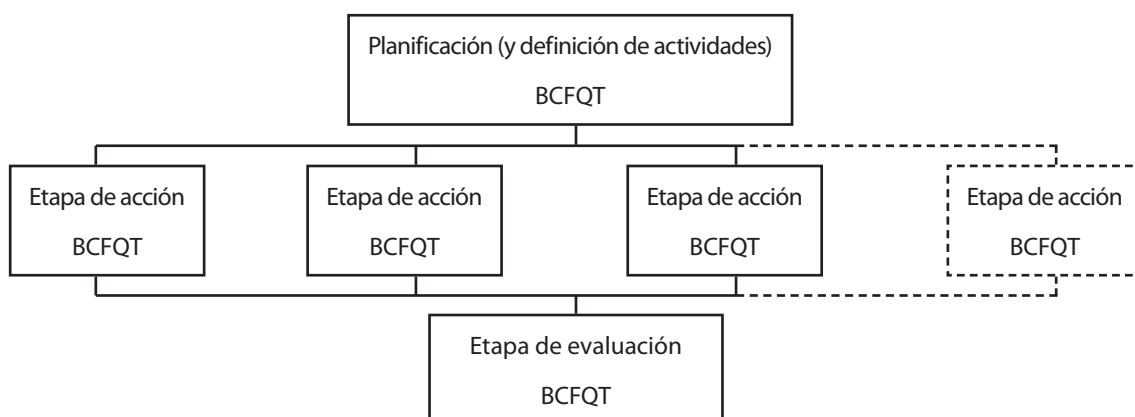 Planificación (y definición de actividades)
BCFQT
Etapa de acción
BCFQT
Etapa de acción
BCFQT
Etapa de acción
BCFQT
Etapa de acción
BCFQT
Etapa de evaluación
BCFQT